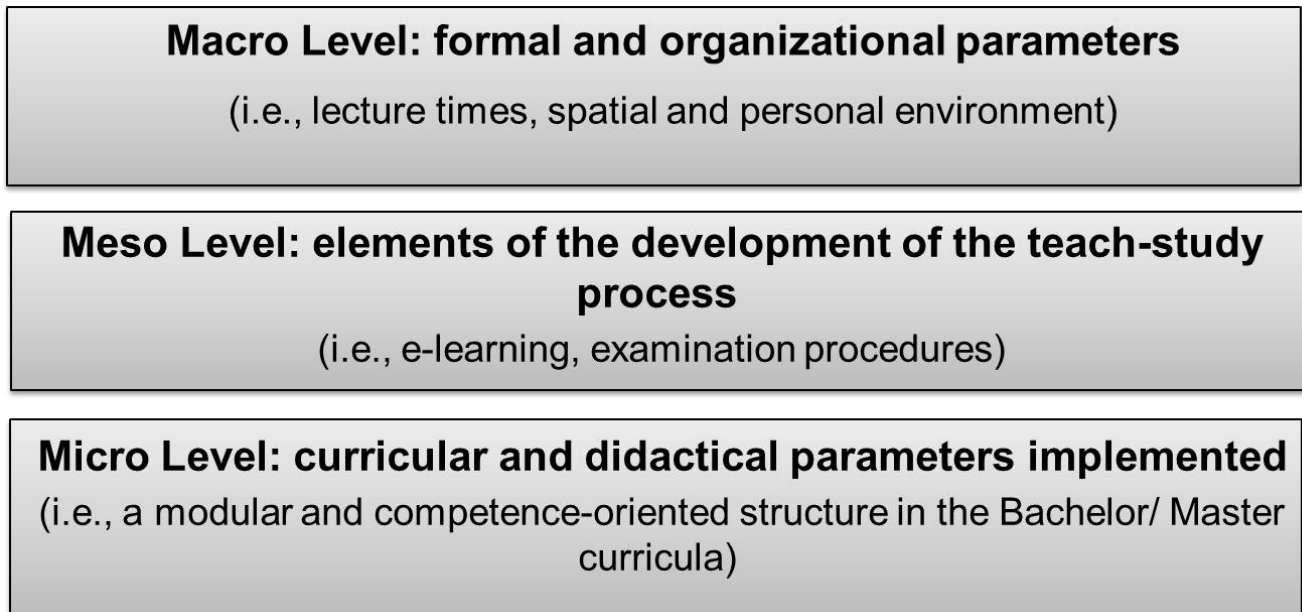 Macro Level: formal and organizational parameters
(i.e., lecture times, spatial and personal environment)
Meso Level: elements of the development of the teach-study
process
(i.e., e-learning, examination procedures)
Micro Level: curricular and didactical parameters implemented
(i.e., a modular and competence-oriented structure in the Bachelor/ Master
curricula)